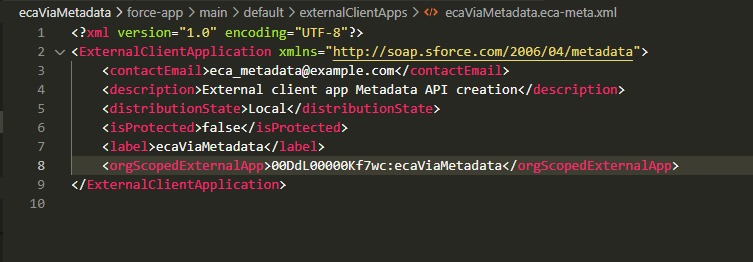 ecaViaMetadata > force-app > main > default > externalClientApps > ecaViaMetadata.eca-meta.xml
1 <?xml version="1.0" encoding="UTF-8"?>
2 <ExternalClientApplication xmlns="http://soap.sforce.com/2006/04/metadata">
3 <contactEmail>eca_metadata@example.com</contactEmail>
4 <description>External client app Metadata API creation</description>
5 <distributionState>Local</distributionState>
6 <isProtected>false</isProtected>
7 <label>ecaViaMetadata</label>
8 <orgScopedExternalApp>00DdL00000Kf7wc:ecaViaMetadata</orgScopedExternalApp>
9 </ExternalClientApplication>
10